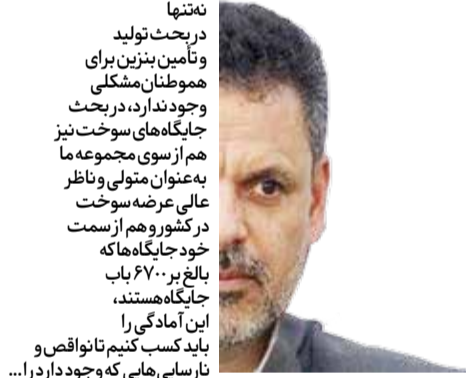 نه‌تنها
در بحث تولید
و تأمین بنزین برای
هموطنان مشکلی
وجود ندارد، در بحث
جایگاه‌های سوخت نیز
هم از سوی مجموعه ما
به‌عنوان متولی و ناظر
عالی عرضه سوخت
در کشور و هم از سمت
خود جایگاه‌ها که
بالغ بر ۶۷۰۰ باب
جایگاه هستند،
این آمادگی را
باید کسب کنیم تا نواقص و
نارسایی‌هایی که وجود دارد را...